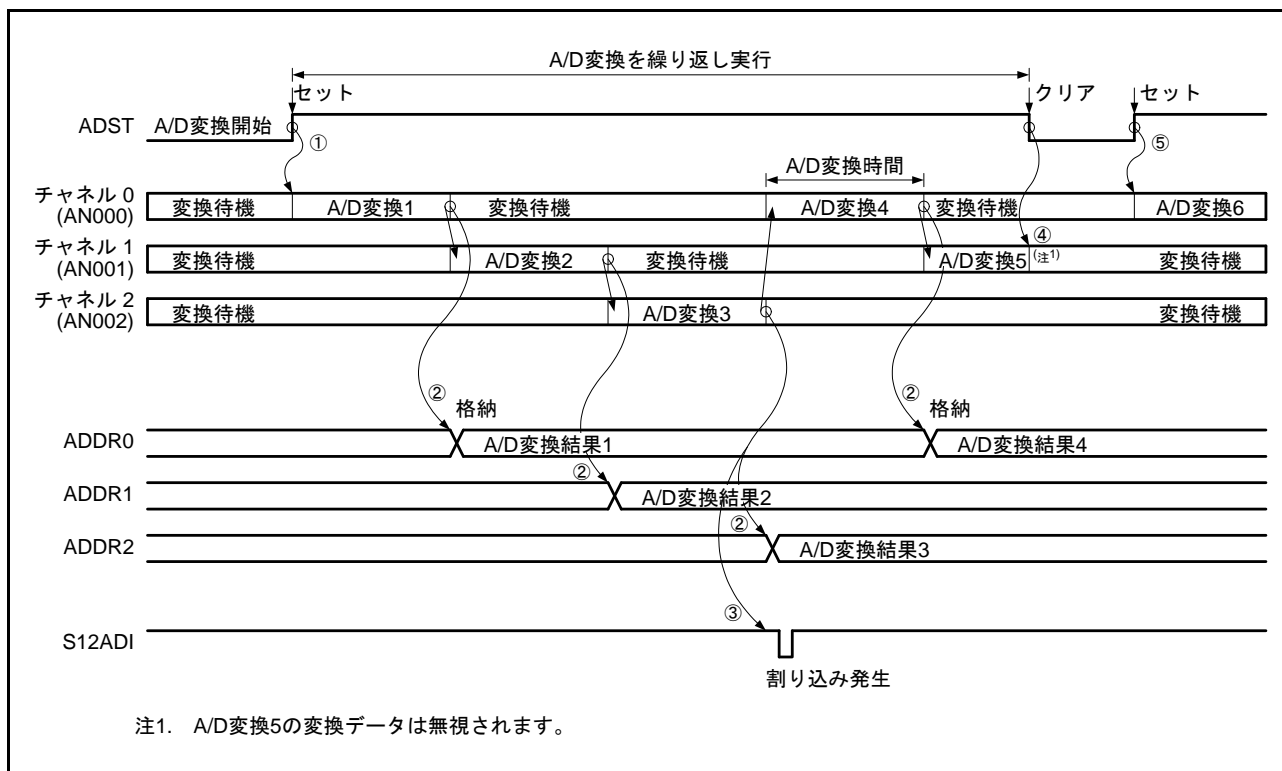 A/D変換を繰り返し実行
セット クリア セット
ADST A/D変換開始 ① ⑤
A/D変換時間
チャネル 0
(AN000) 変換待機 A/D変換1 変換待機 A/D変換4 変換待機 A/D変換6
④
チャネル 1
(AN001) 変換待機 A/D変換2 変換待機 A/D変換5 (注1) 変換待機
チャネル 2
(AN002) 変換待機 A/D変換3 変換待機
② 格納 ② 格納
ADDR0 A/D変換結果1 A/D変換結果4
②
ADDR1 A/D変換結果2
②
ADDR2 A/D変換結果3
③
S12ADI
割り込み発生
注1. A/D変換5の変換データは無視されます。